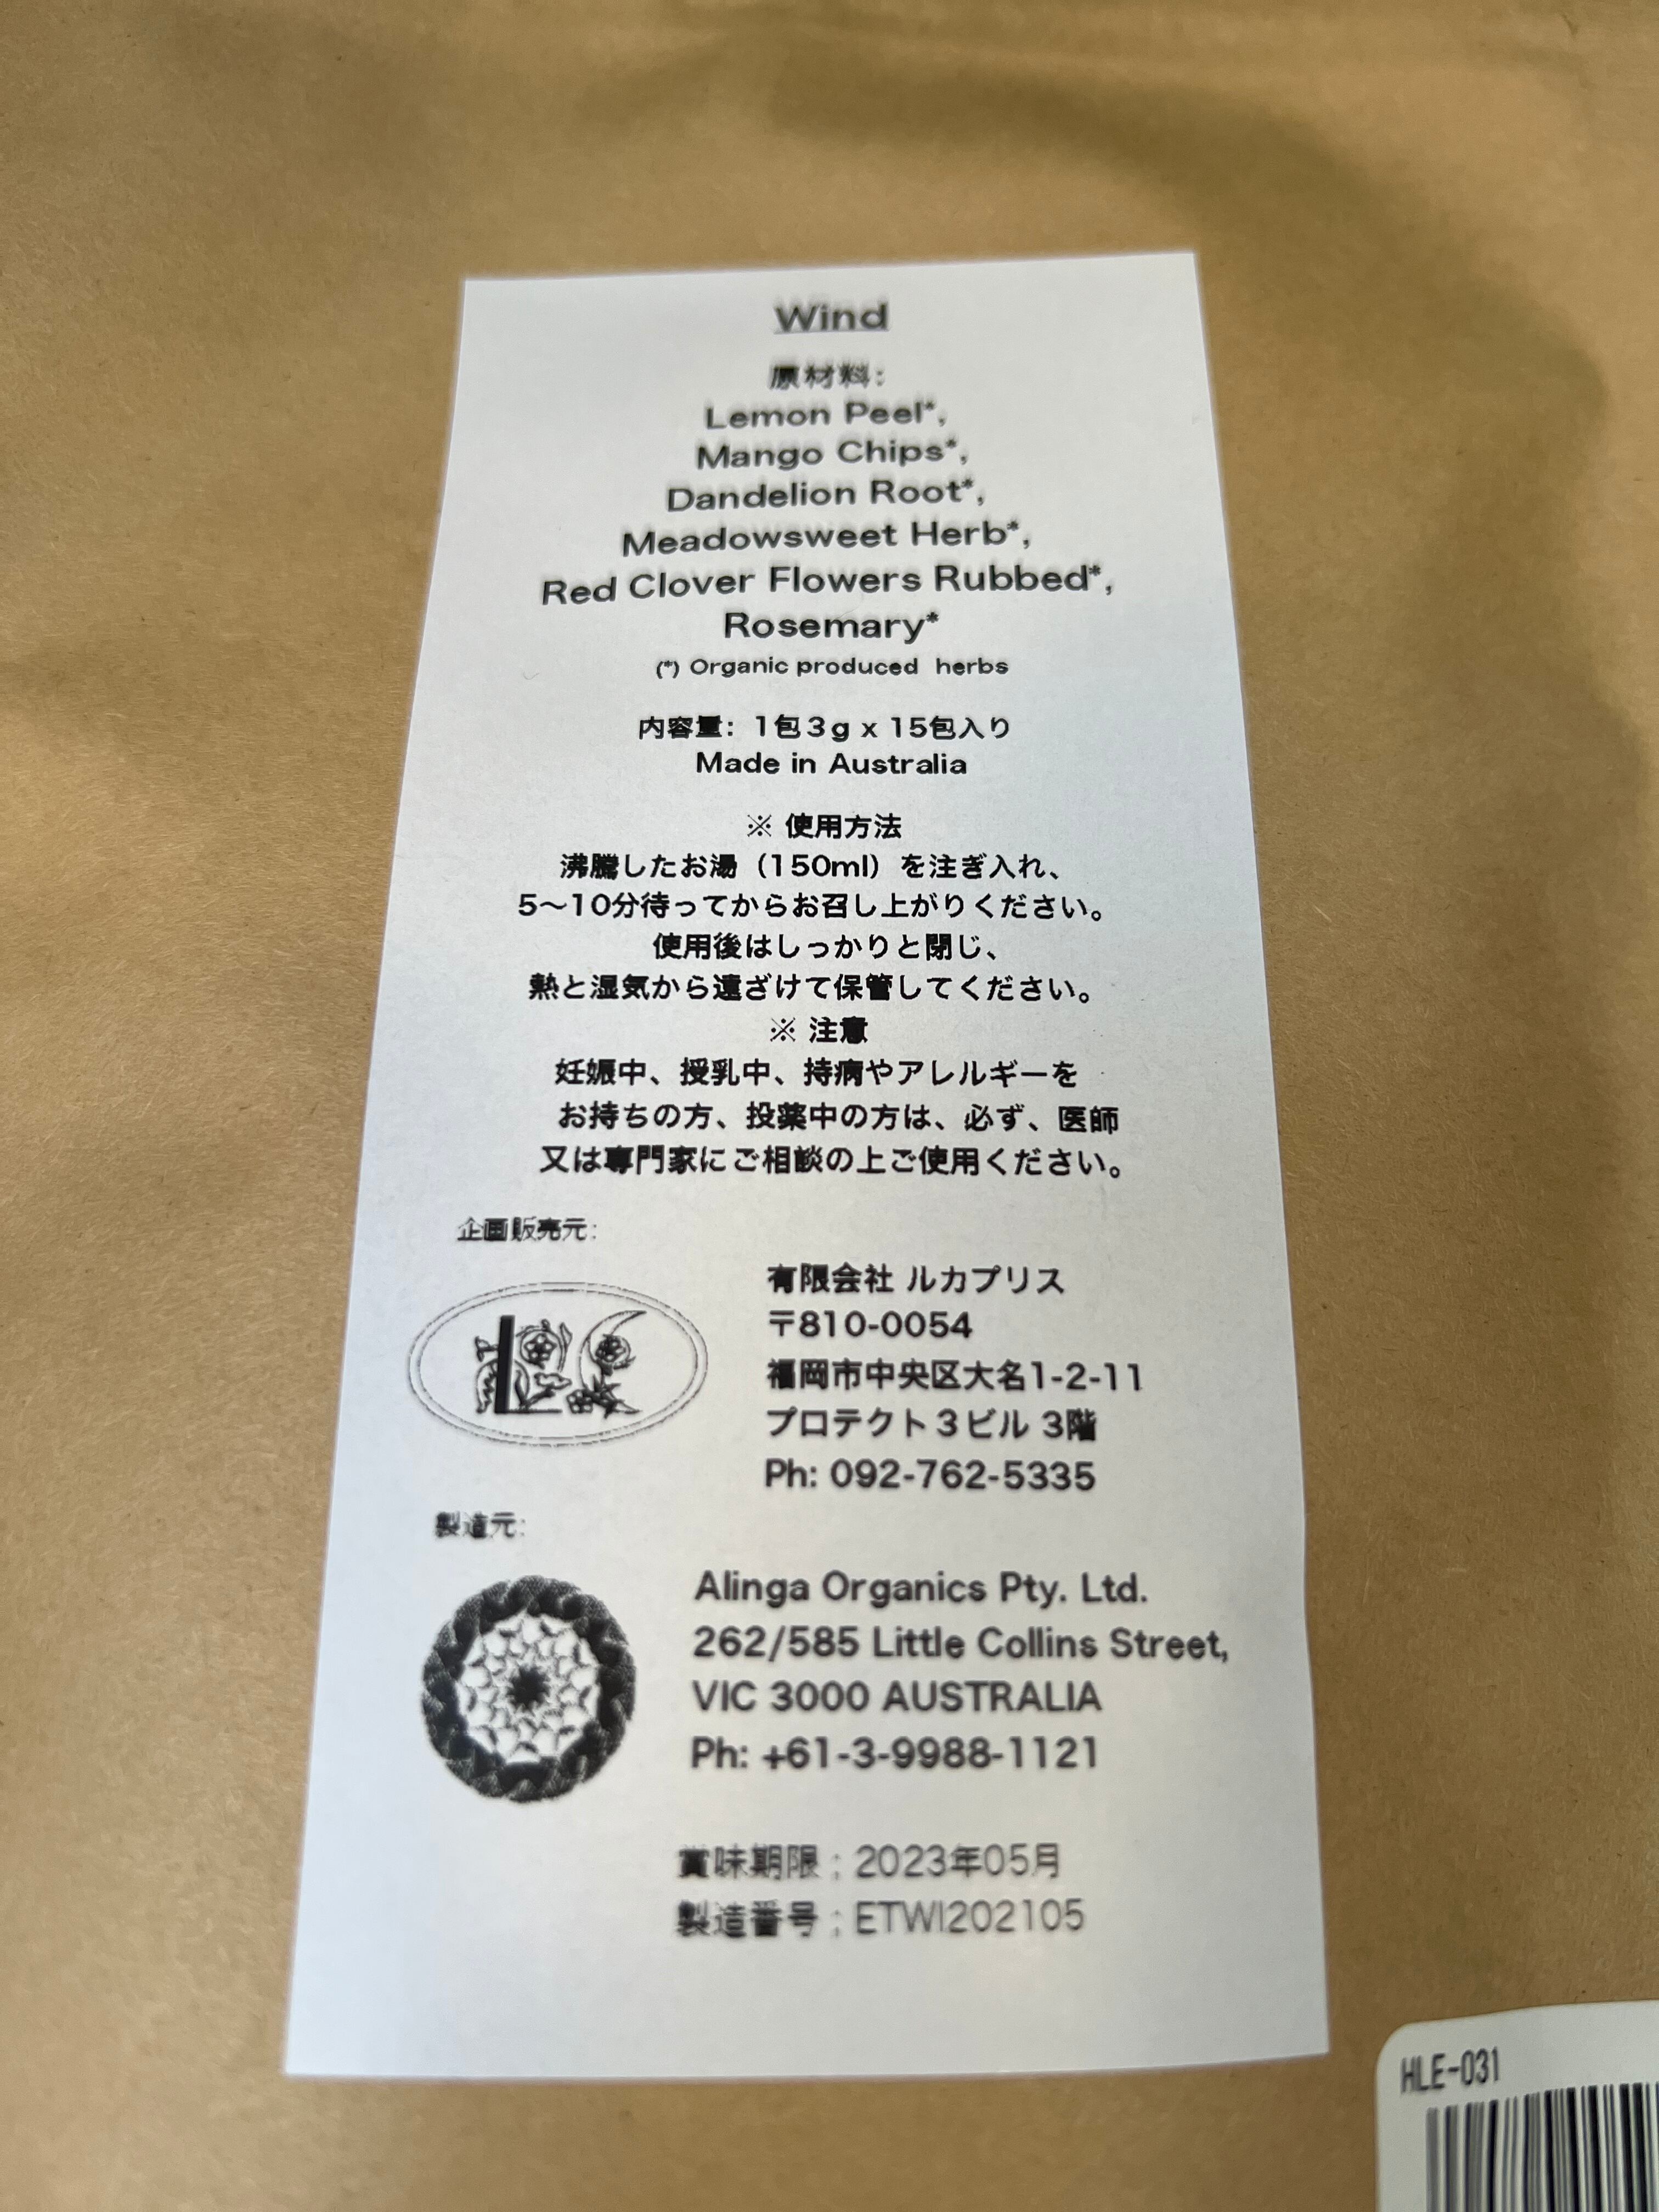 Wind
原材料:
Lemon Peel*,
Mango Chips*,
Dandelion Root*,
Meadowsweet Herb*,
Red Clover Flowers Rubbed*,
Rosemary*
(*) Organic produced herbs
内容量: 1包3g x 15包入り
Made in Australia
※ 使用方法
沸騰したお湯（150ml）を注ぎ入れ、
5〜10分待ってからお召し上がりください。
使用後はしっかりと閉じ、
熱と湿気から遠ざけて保管してください。
※ 注意
妊娠中、授乳中、持病やアレルギーを
お持ちの方、投薬中の方は、必ず、医師
又は専門家にご相談の上ご使用ください。
企画販売元:
有限会社 ルカプリス
〒810-0054
福岡市中央区大名1-2-11
プロテクト3ビル 3階
Ph: 092-762-5335
製造元:
Alinga Organics Pty. Ltd.
262/585 Little Collins Street,
VIC 3000 AUSTRALIA
Ph: +61-3-9988-1121
賞味期限 ; 2023年05月
製造番号 ; ETWI202105
HLE-031